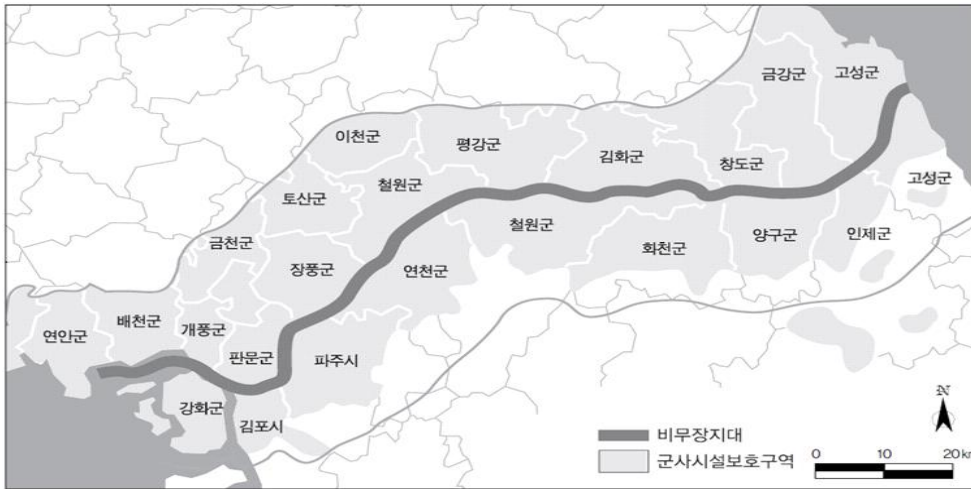 금강군
고성군
이천군
평강군
김화군
창도군
고성군
토산군
철원군
금천군
철원군
화천군
양구군
인제군
장풍군
연천군
연안군
배천군
개풍군
판문군
파주시
강화군
김포시
비무장지대
군사시설보호구역
N
0 10 20 km